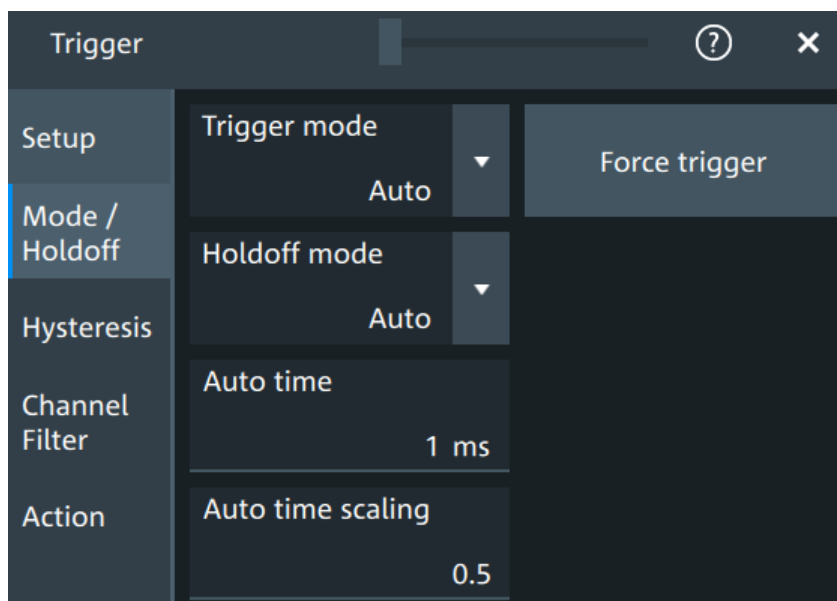 Trigger
?
Setup
Mode /
Holdoff
Hysteresis
Channel
Filter
Action
Trigger mode
Auto
Holdoff mode
Auto
Auto time
1 ms
Auto time scaling
0.5
Force trigger